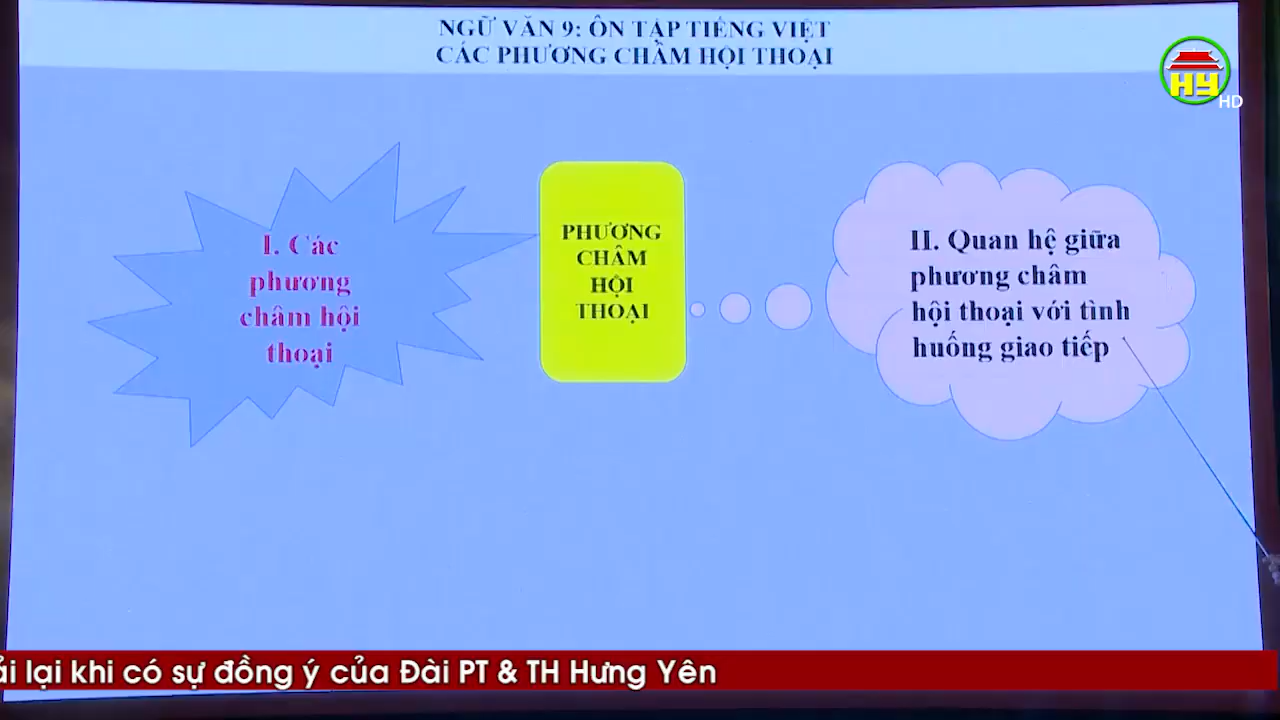 NGỮ VĂN 9: ÔN TẬP TIẾNG VIỆT
CÁC PHƯƠNG CHÂM HỘI THOẠI
HY
HD
I. Các
phương
châm hội
thoại
PHƯƠNG
CHÂM
HỘI
THOẠI
II. Quan hệ giữa
phương châm
hội thoại với tình
huống giao tiếp
lại khi có sự đồng ý của Đài PT & TH Hưng Yên